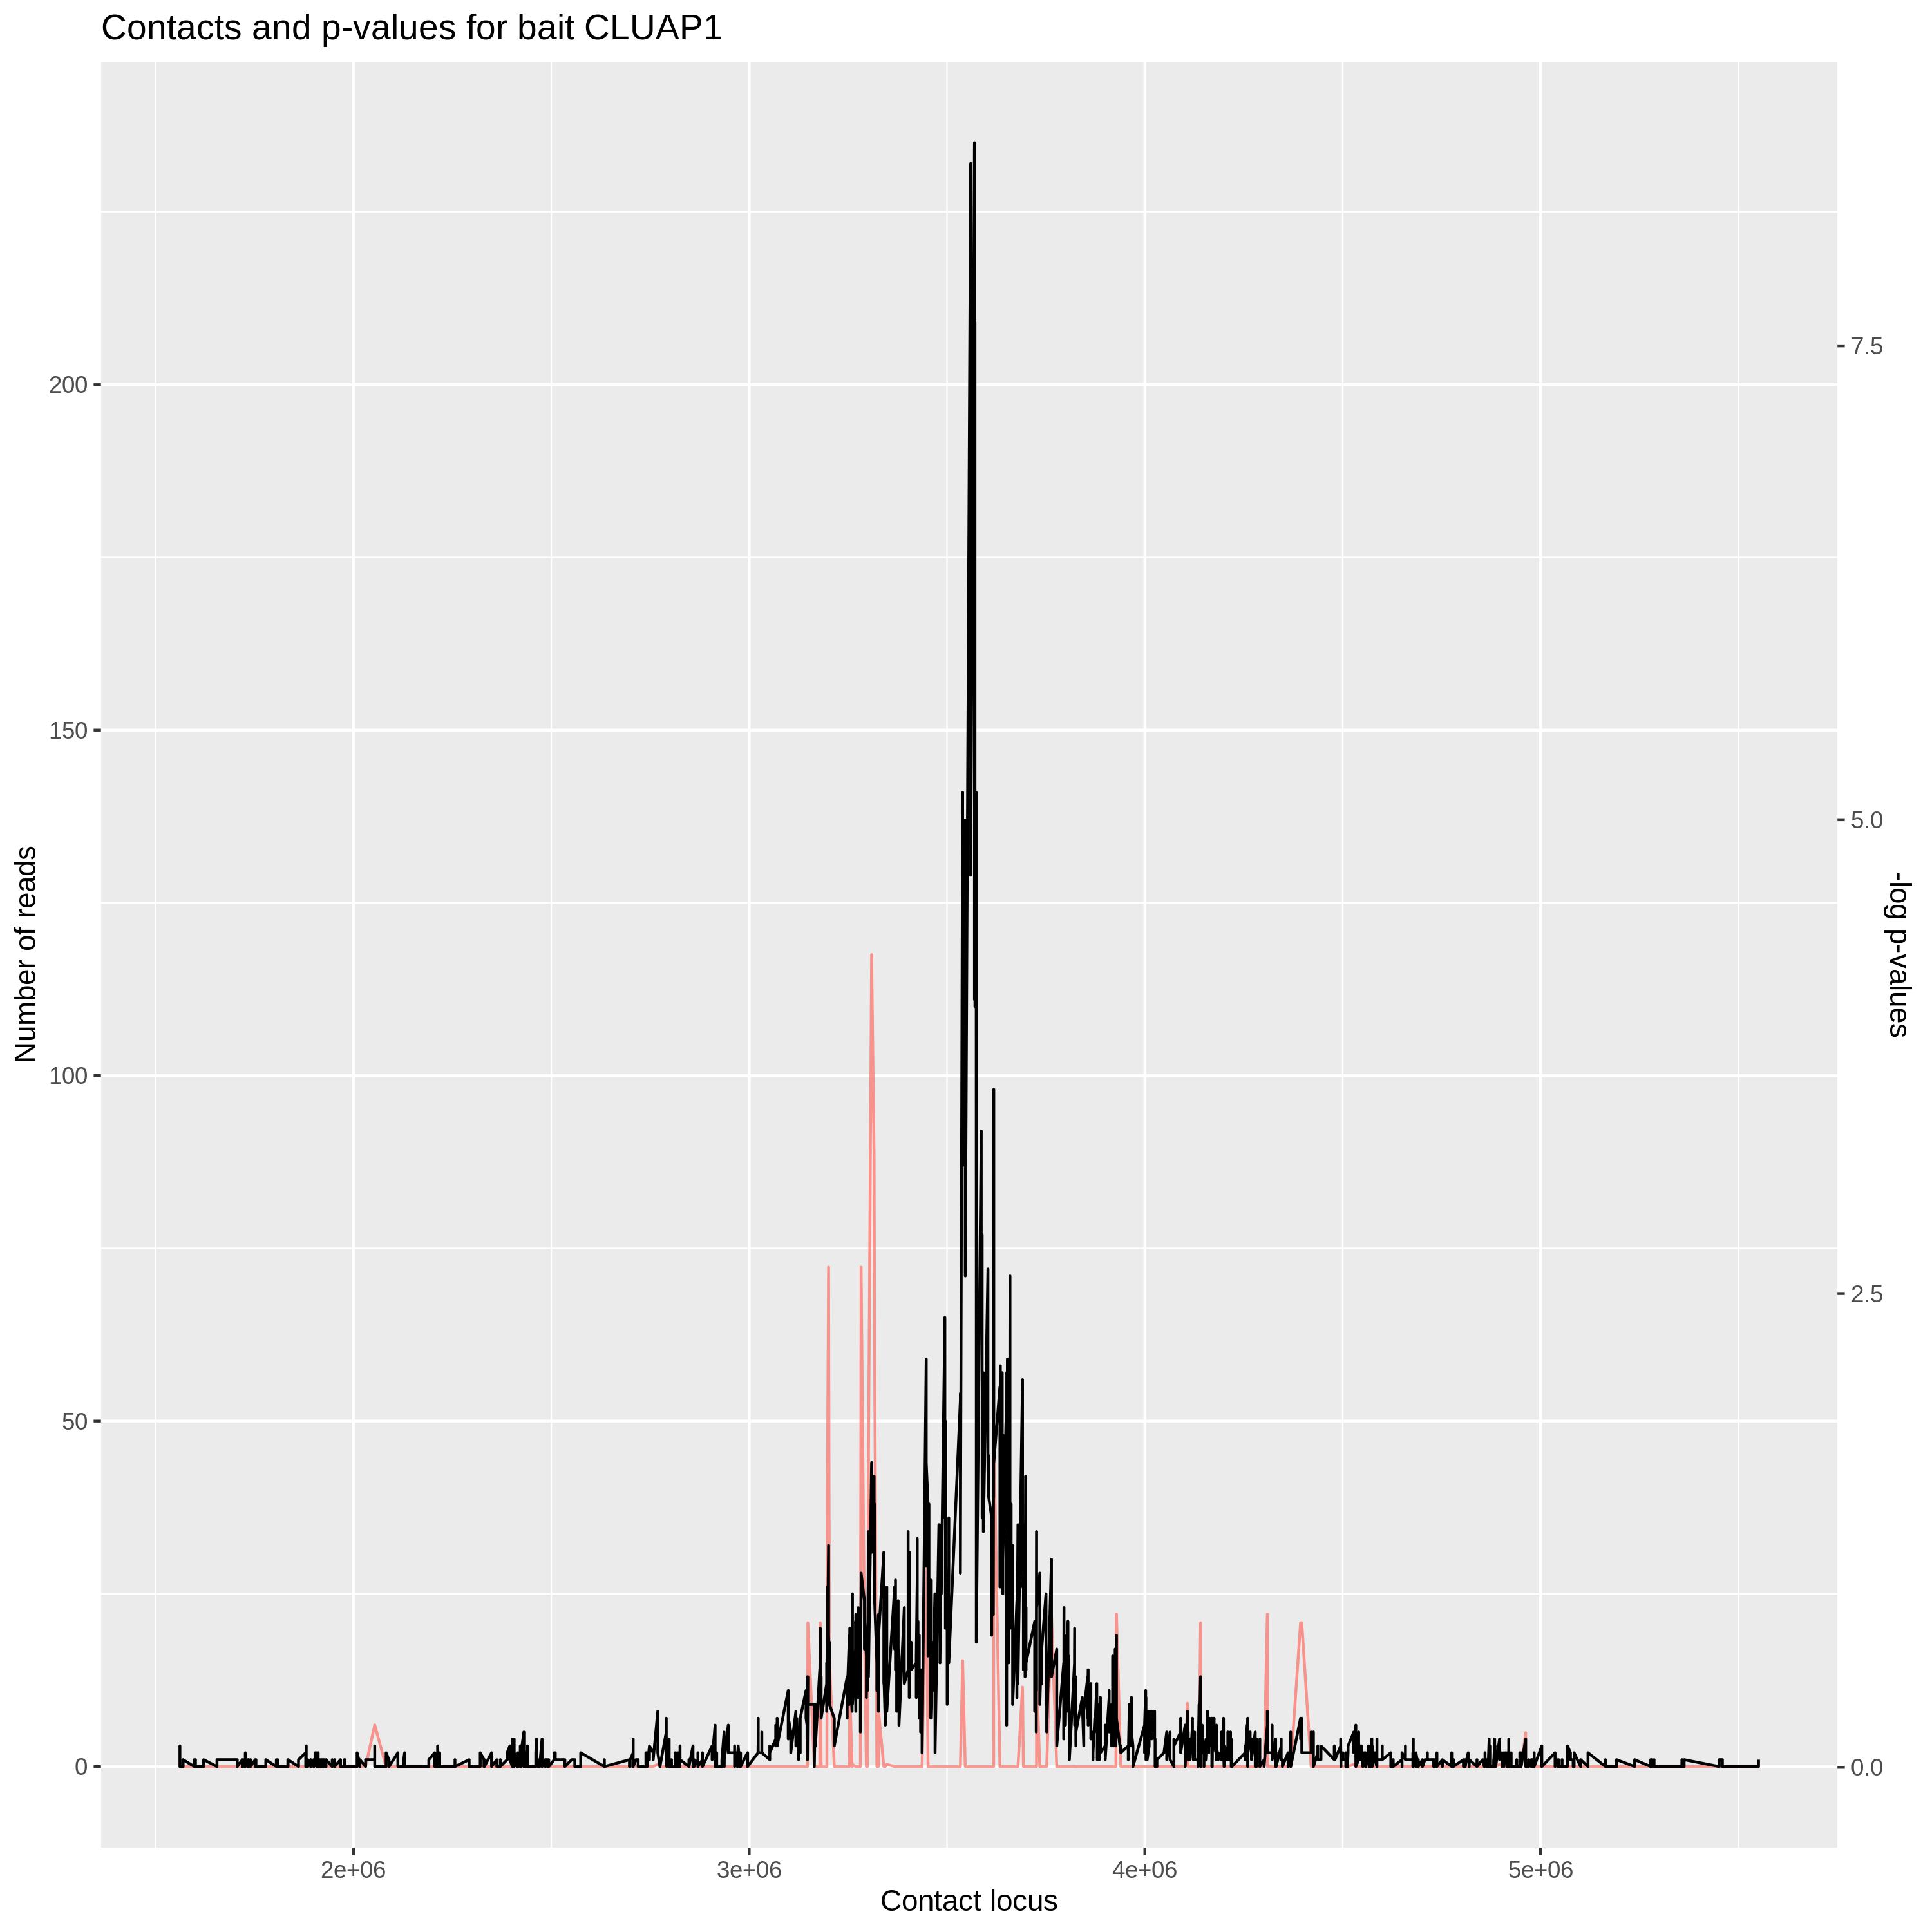 Contacts and p-values for bait CLUAP1
200
150
100
50
0
Number of reads
7.5
5.0
2.5
0.0
-log p-values
2e+06
3e+06
4e+06
5e+06
Contact locus